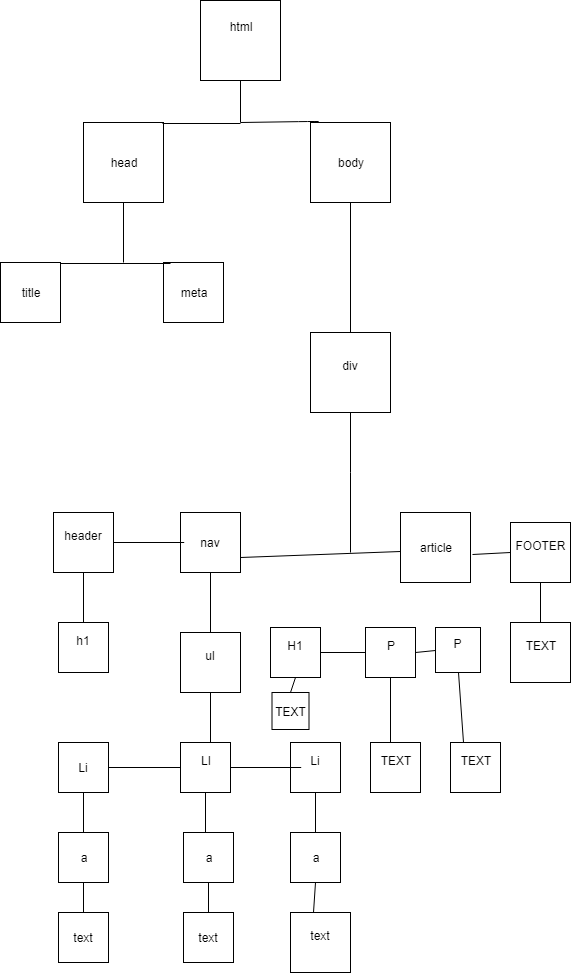 html
head
body
title
meta
div
header
nav
article
FOOTER
h1
ul
H1
P
P
TEXT
TEXT
Li
LI
Li
TEXT
TEXT
a
a
a
text
text
text